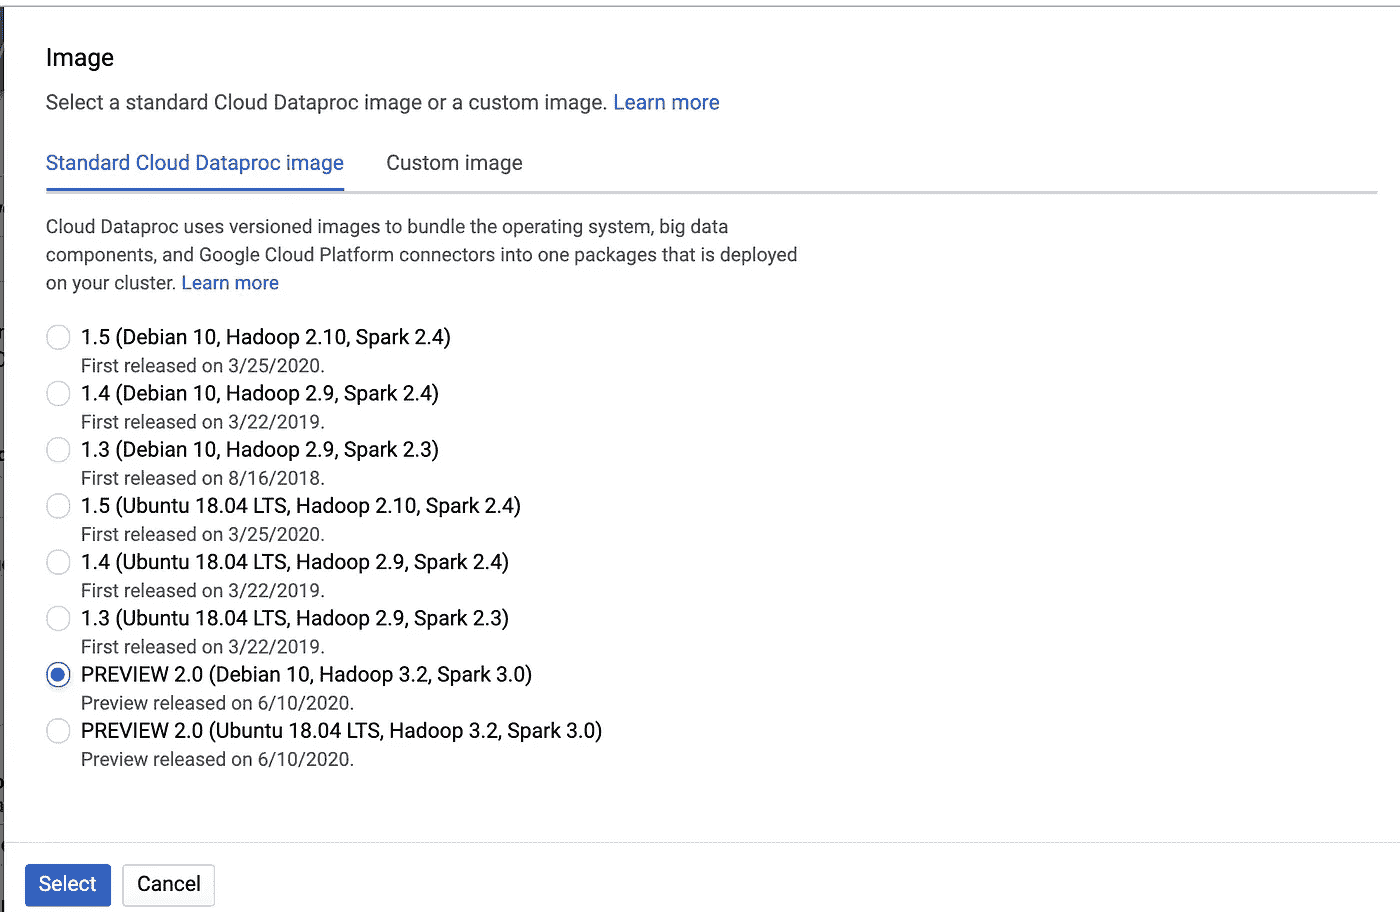 Image
Select a standard Cloud Dataproc image or a custom image. Learn more
Standard Cloud Dataproc image
Custom image
Cloud Dataproc uses versioned images to bundle the operating system, big data
components, and Google Cloud Platform connectors into one packages that is deployed
on your cluster. Learn more
1.5 (Debian 10, Hadoop 2.10, Spark 2.4)
First released on 3/25/2020.
1.4 (Debian 10, Hadoop 2.9, Spark 2.4)
First released on 3/22/2019.
1.3 (Debian 10, Hadoop 2.9, Spark 2.3)
First released on 8/16/2018.
1.5 (Ubuntu 18.04 LTS, Hadoop 2.10, Spark 2.4)
First released on 3/25/2020.
1.4 (Ubuntu 18.04 LTS, Hadoop 2.9, Spark 2.4)
First released on 3/22/2019.
1.3 (Ubuntu 18.04 LTS, Hadoop 2.9, Spark 2.3)
First released on 3/22/2019.
PREVIEW 2.0 (Debian 10, Hadoop 3.2, Spark 3.0)
Preview released on 6/10/2020.
PREVIEW 2.0 (Ubuntu 18.04 LTS, Hadoop 3.2, Spark 3.0)
Preview released on 6/10/2020.
Select
Cancel